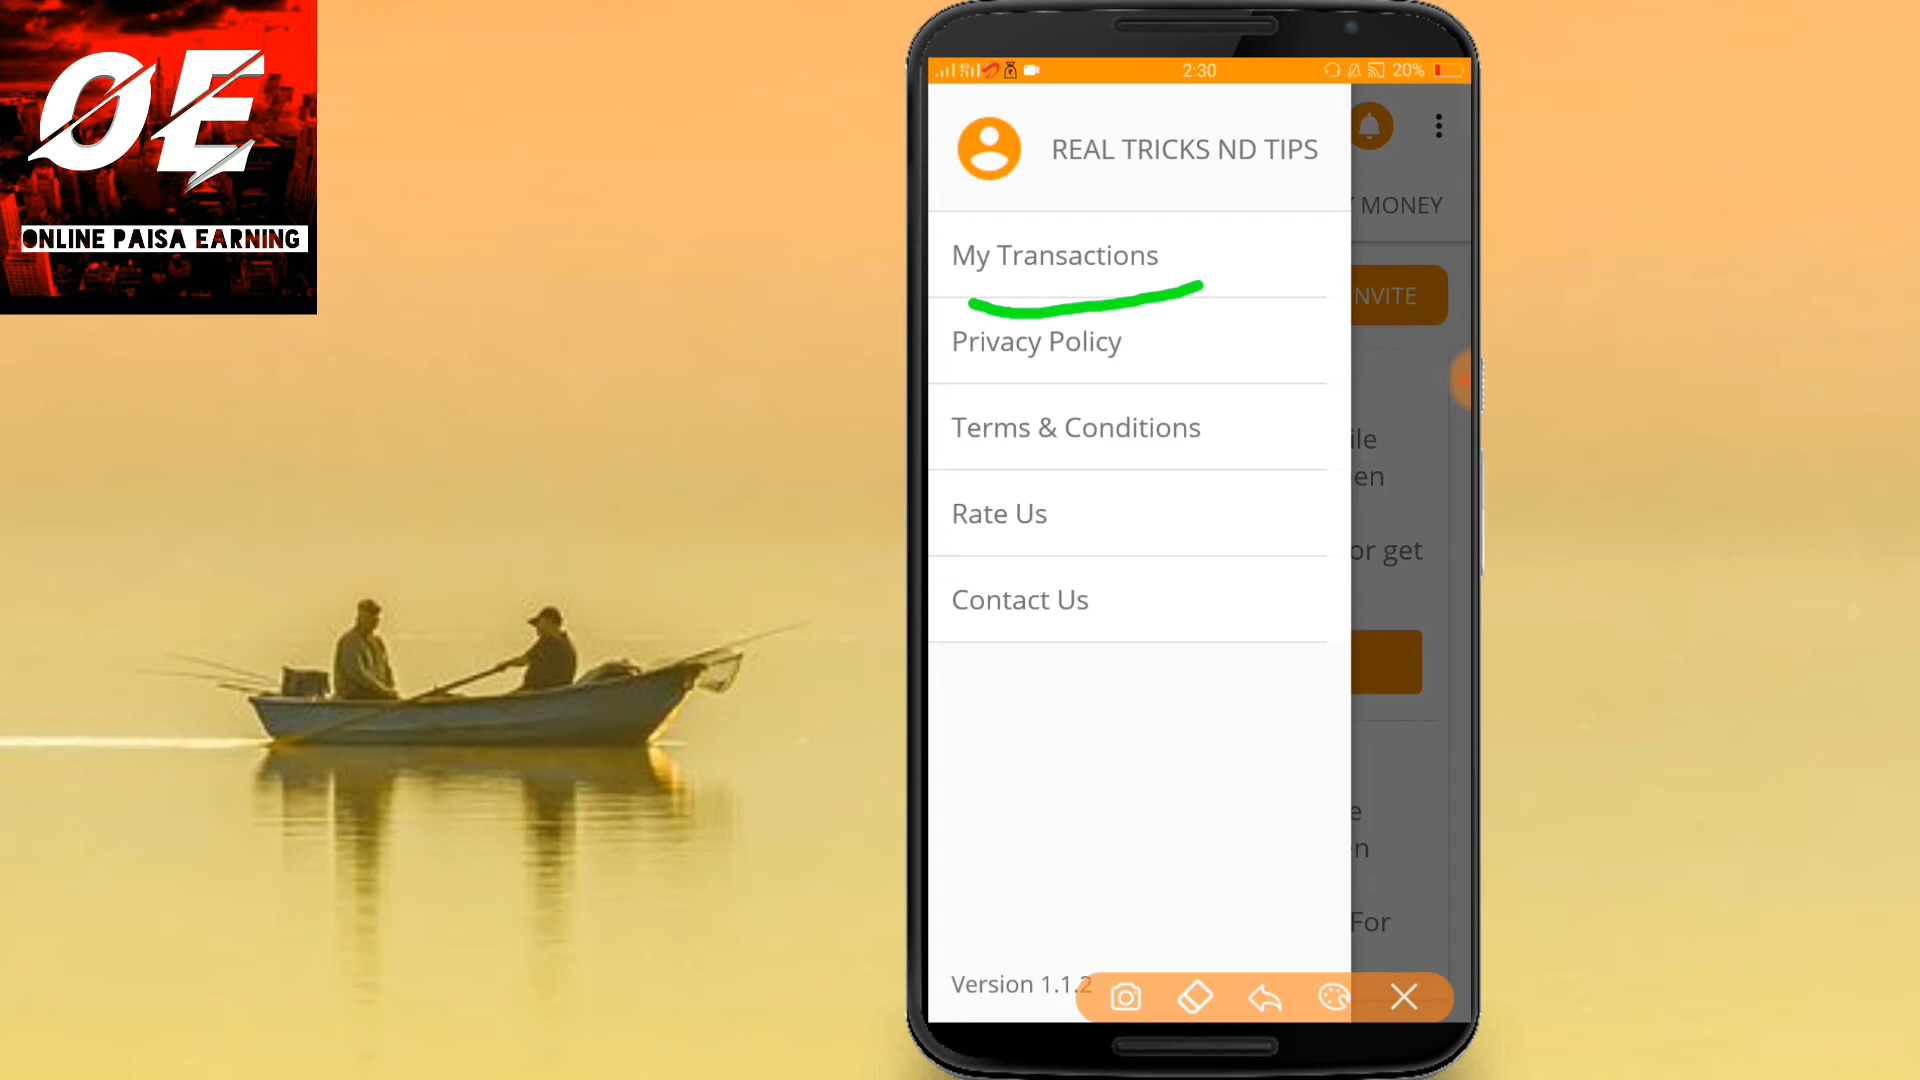 OE
ONLINE PAISA EARNING
2:30
20%
REAL TRICKS ND TIPS
MONEY
My Transactions
NVITE
Privacy Policy
ile
Terms & Conditions
en
Rate Us
or get
Contact Us
e
n
For
Version 1.1.2